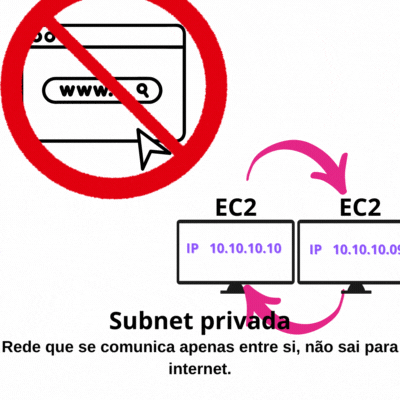 www.
EC2
EC2
IP 10.10.10.10
IP 10.10.10.09
Subnet privada
Rede que se comunica apenas entre si, não sai para
internet.